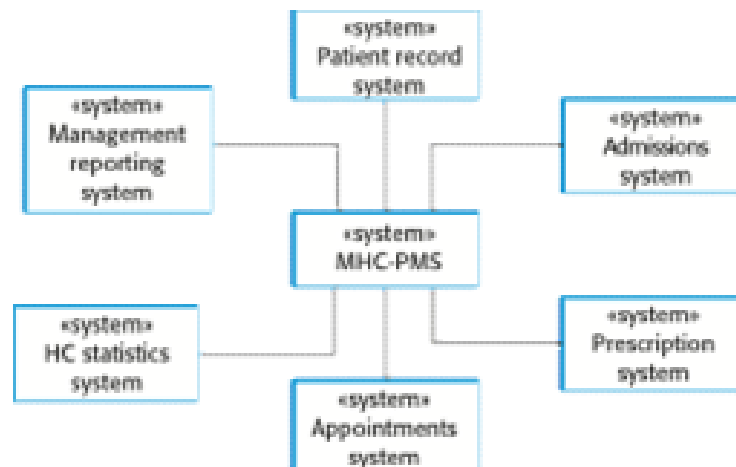 «system»
Patient record
system
«system»
Management
reporting
system
«system»
Admissions
system
«system»
MHC-PMS
«system»
HC statistics
system
«system»
Prescription
system
«system»
Appointments
system